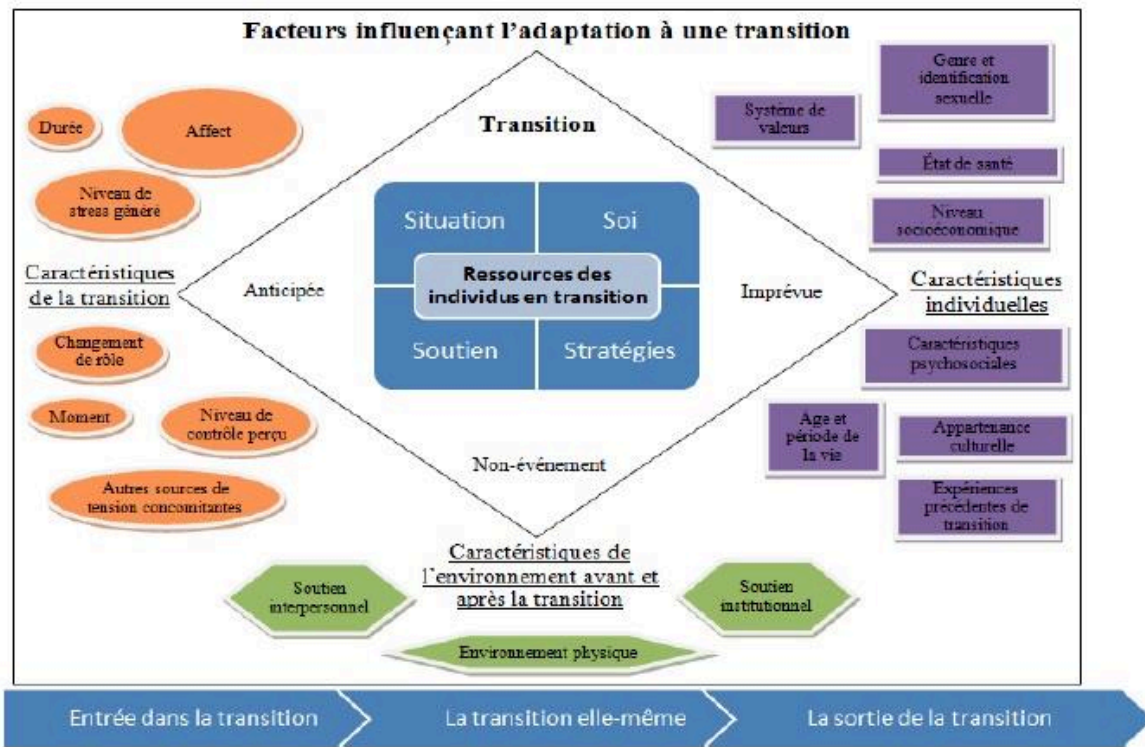 Facteurs influençant l'adaptation à une transition
Durée
Affect
Niveau de
stress généré
Caractéristiques
de la transition
Changement
de rôle
Moment
Niveau de
contrôle perçu
Autres sources de
tension concomitantes
Transition
Anticipée
Imprévue
Non-événement
Situation
Soi
Ressources des
individus en transition
Soutien
Stratégies
Système de
valeurs
Genre et
identification
sexuelle
État de santé
Niveau
socioéconomique
Caractéristiques
individuelles
Caractéristiques
psychosociales
Age et
période de
la vie
Appartenance
culturelle
Expériences
précédentes de
transition
Caractéristiques de
l'environnement avant et
après la transition
Soutien
interpersonnel
Soutien
institutionnel
Environnement physique
Entrée dans la transition
La transition elle-même
La sortie de la transition